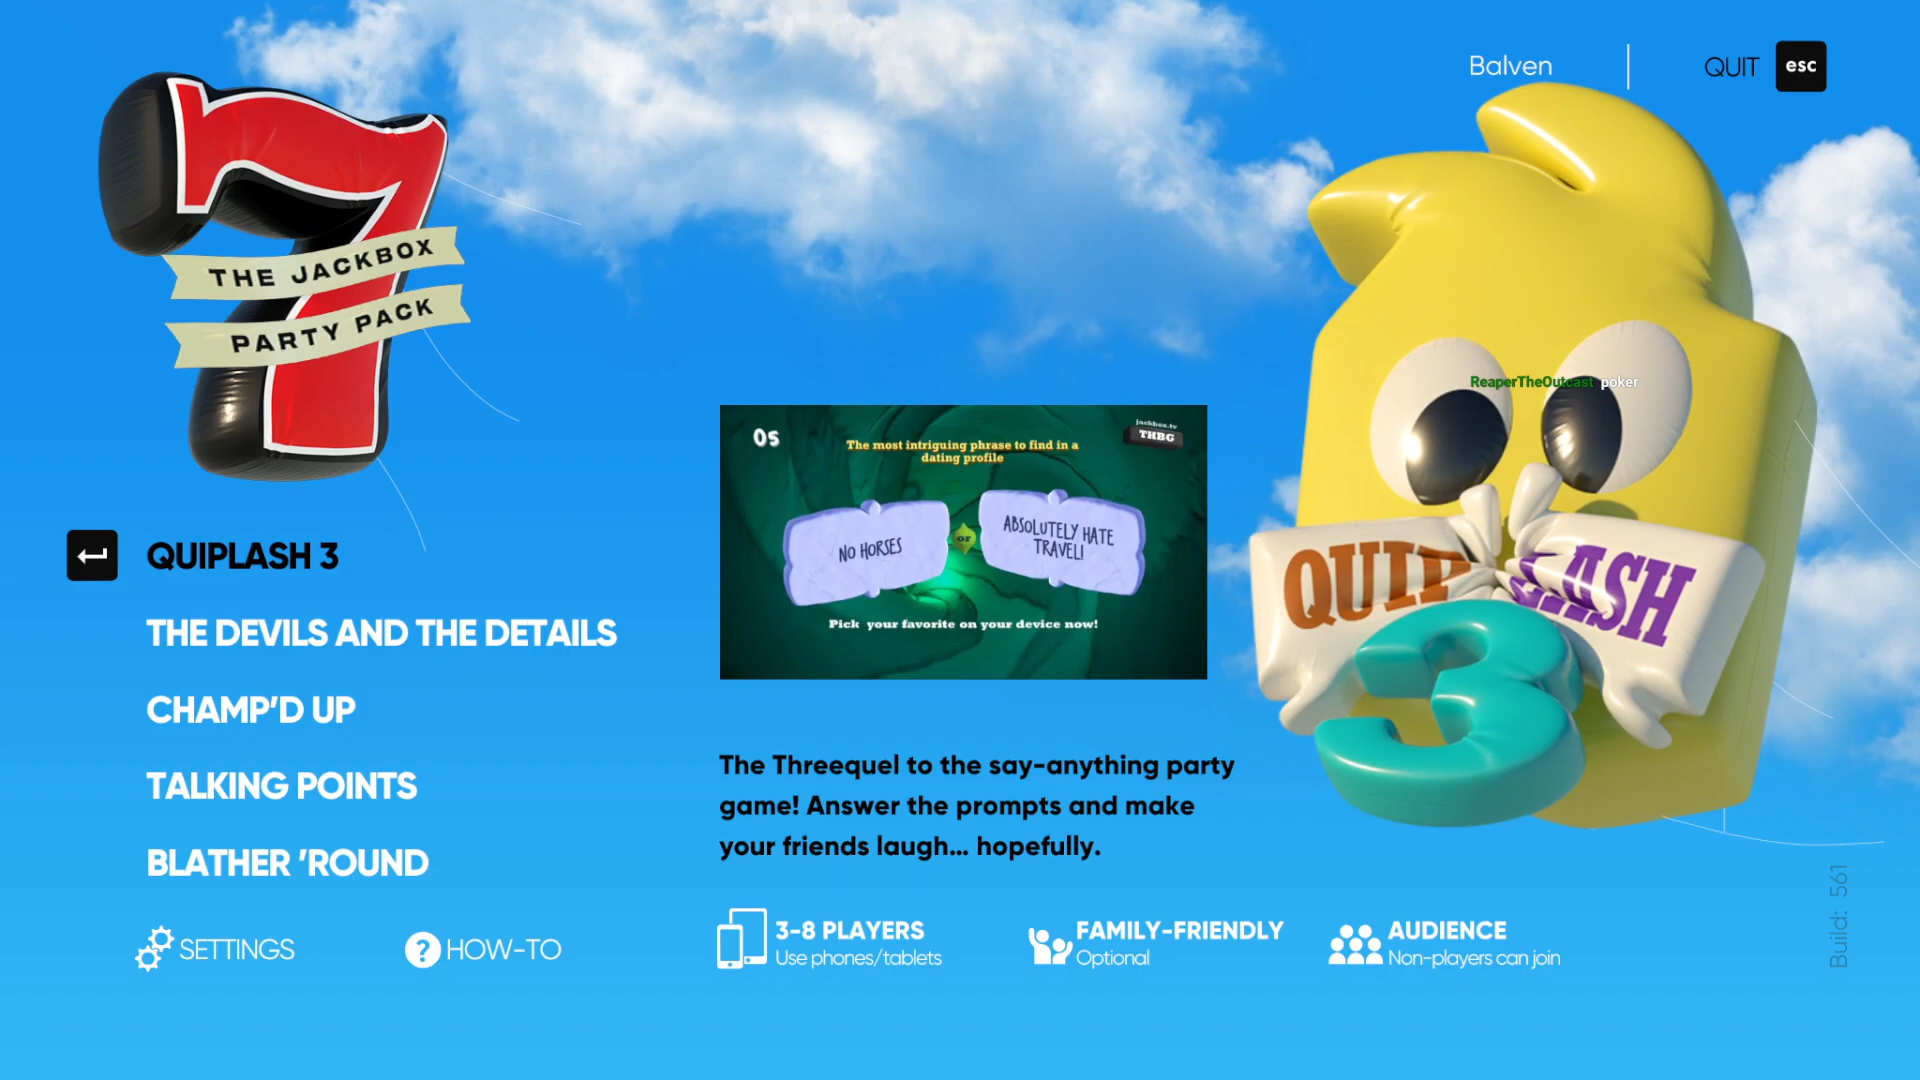 Balven
QUIT esc
THE JACKBOX
PARTY PACK
ReaperTheOutcast poker
0s
The most intriguing phrase to find in a
dating profile
jackbox.tv
THBG
NO HORSES
or
ABSOLUTELY HATE
TRAVEL!
Pick your favorite on your device now!
QUIPLASH
3
QUIPLASH 3
THE DEVILS AND THE DETAILS
CHAMP'D UP
TALKING POINTS
BLATHER 'ROUND
The Threequel to the say-anything party
game! Answer the prompts and make
your friends laugh... hopefully.
SETTINGS
? HOW-TO
3-8 PLAYERS
Use phones/tablets
FAMILY-FRIENDLY
Optional
AUDIENCE
Non-players can join
Build: 561